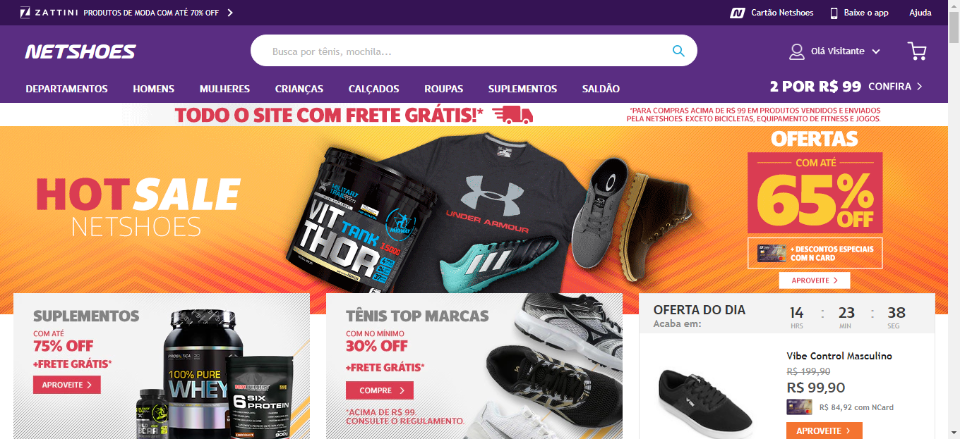 ZATTINI PRODUTOS DE MODA COM ATÉ 70% OFF
Cartão Netshoes
Baixe o app
Ajuda
NETSHOES
Busca por tênis, mochila...
Olá Visitante
DEPARTAMENTOS HOMENS MULHERES CRIANÇAS CALÇADOS ROUPAS SUPLEMENTOS SALDÃO
2 POR R$ 99 CONFIRA
TODO O SITE COM FRETE GRÁTIS!*
*PARA COMPRAS ACIMA DE R$ 99 EM PRODUTOS VENDIDOS E ENVIADOS
PELA NETSHOES. EXCETO BICICLETAS, EQUIPAMENTO DE FITNESS E JOGOS.
HOT SALE
NETSHOES
MILITARY
TRAIL
VIT
TANK
THOR
UNDER ARMOUR
OFERTAS
COM ATÉ
65%
OFF
+ DESCONTOS ESPECIAIS
COM N CARD
APROVEITE
SUPLEMENTOS
COM ATÉ
75% OFF
+FRETE GRÁTIS*
APROVEITE
100% PURE
WHEY
6 SIX
PROTEIN
TÊNIS TOP MARCAS
COM NO MÍNIMO
30% OFF
+FRETE GRÁTIS*
COMPRE
*ACIMA DE R$ 99.
CONSULTE O REGULAMENTO.
OFERTA DO DIA
Acaba em:
14 : 23 : 38
HRS MIN SEG
Vibe Control Masculino
R$ 199,90
R$ 99,90
R$ 84,92 com NCard
APROVEITE